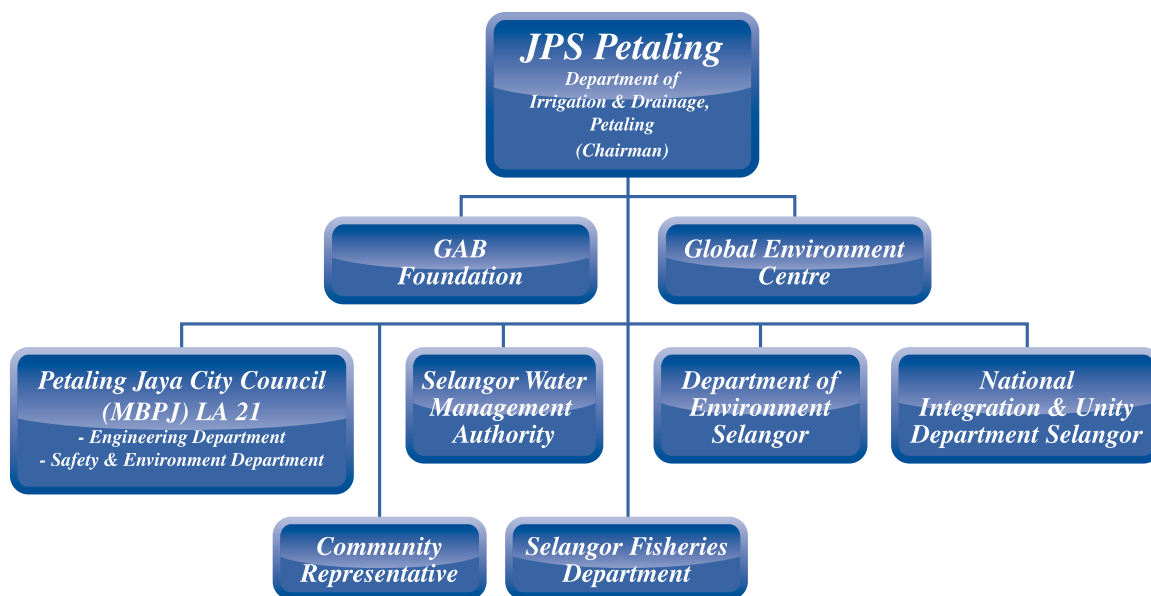 JPS Petaling
Department of
Irrigation & Drainage,
Petaling
(Chairman)
GAB
Foundation
Global Environment
Centre
Petaling Jaya City Council
(MBPJ) LA 21
- Engineering Department
- Safety & Environment Department
Selangor Water
Management
Authority
Department of
Environment
Selangor
National
Integration & Unity
Department Selangor
Community
Representative
Selangor Fisheries
Department